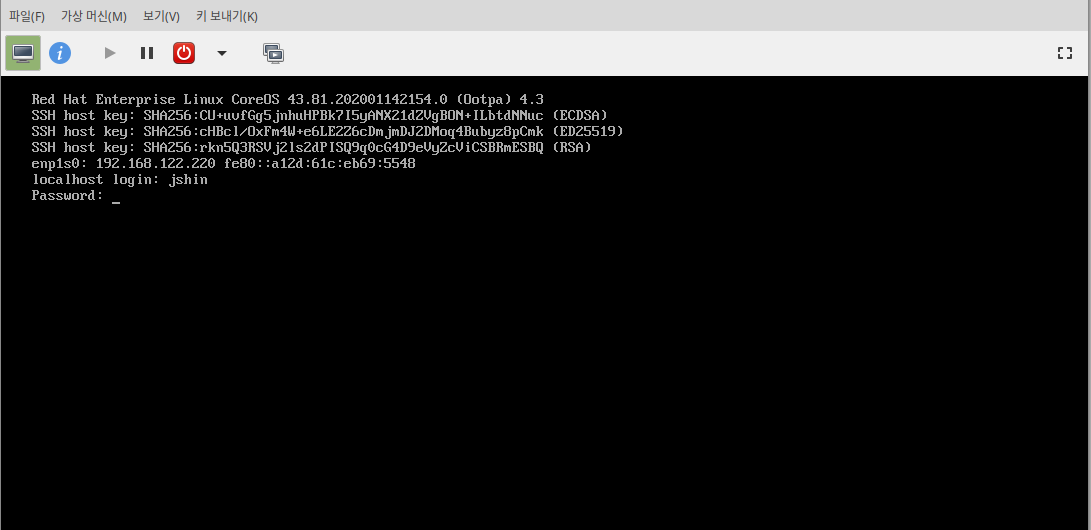 파일(F) 가상 머신(M) 보기(V) 키 보내기(K)
Red Hat Enterprise Linux CoreOS 43.81.202001142154.0 (Ootpa) 4.3
SSH host key: SHA256:CU+uvfGg5jnhuHPBk7I5yANX21d2VgBON+ILbtdNNuc (ECDSA)
SSH host key: SHA256:cHBcl/OxFm4W+e6LE2Z6cDmjmDJ2DMoq4Bubyz8pCmk (ED25519)
SSH host key: SHA256:rkn5Q3RSVj2ls2dPISQ9q0cG4D9eVyZcViCSBRmESBQ (RSA)
enp1s0: 192.168.122.220 fe80::a12d:61c:eb69:5548
localhost login: jshin
Password: _